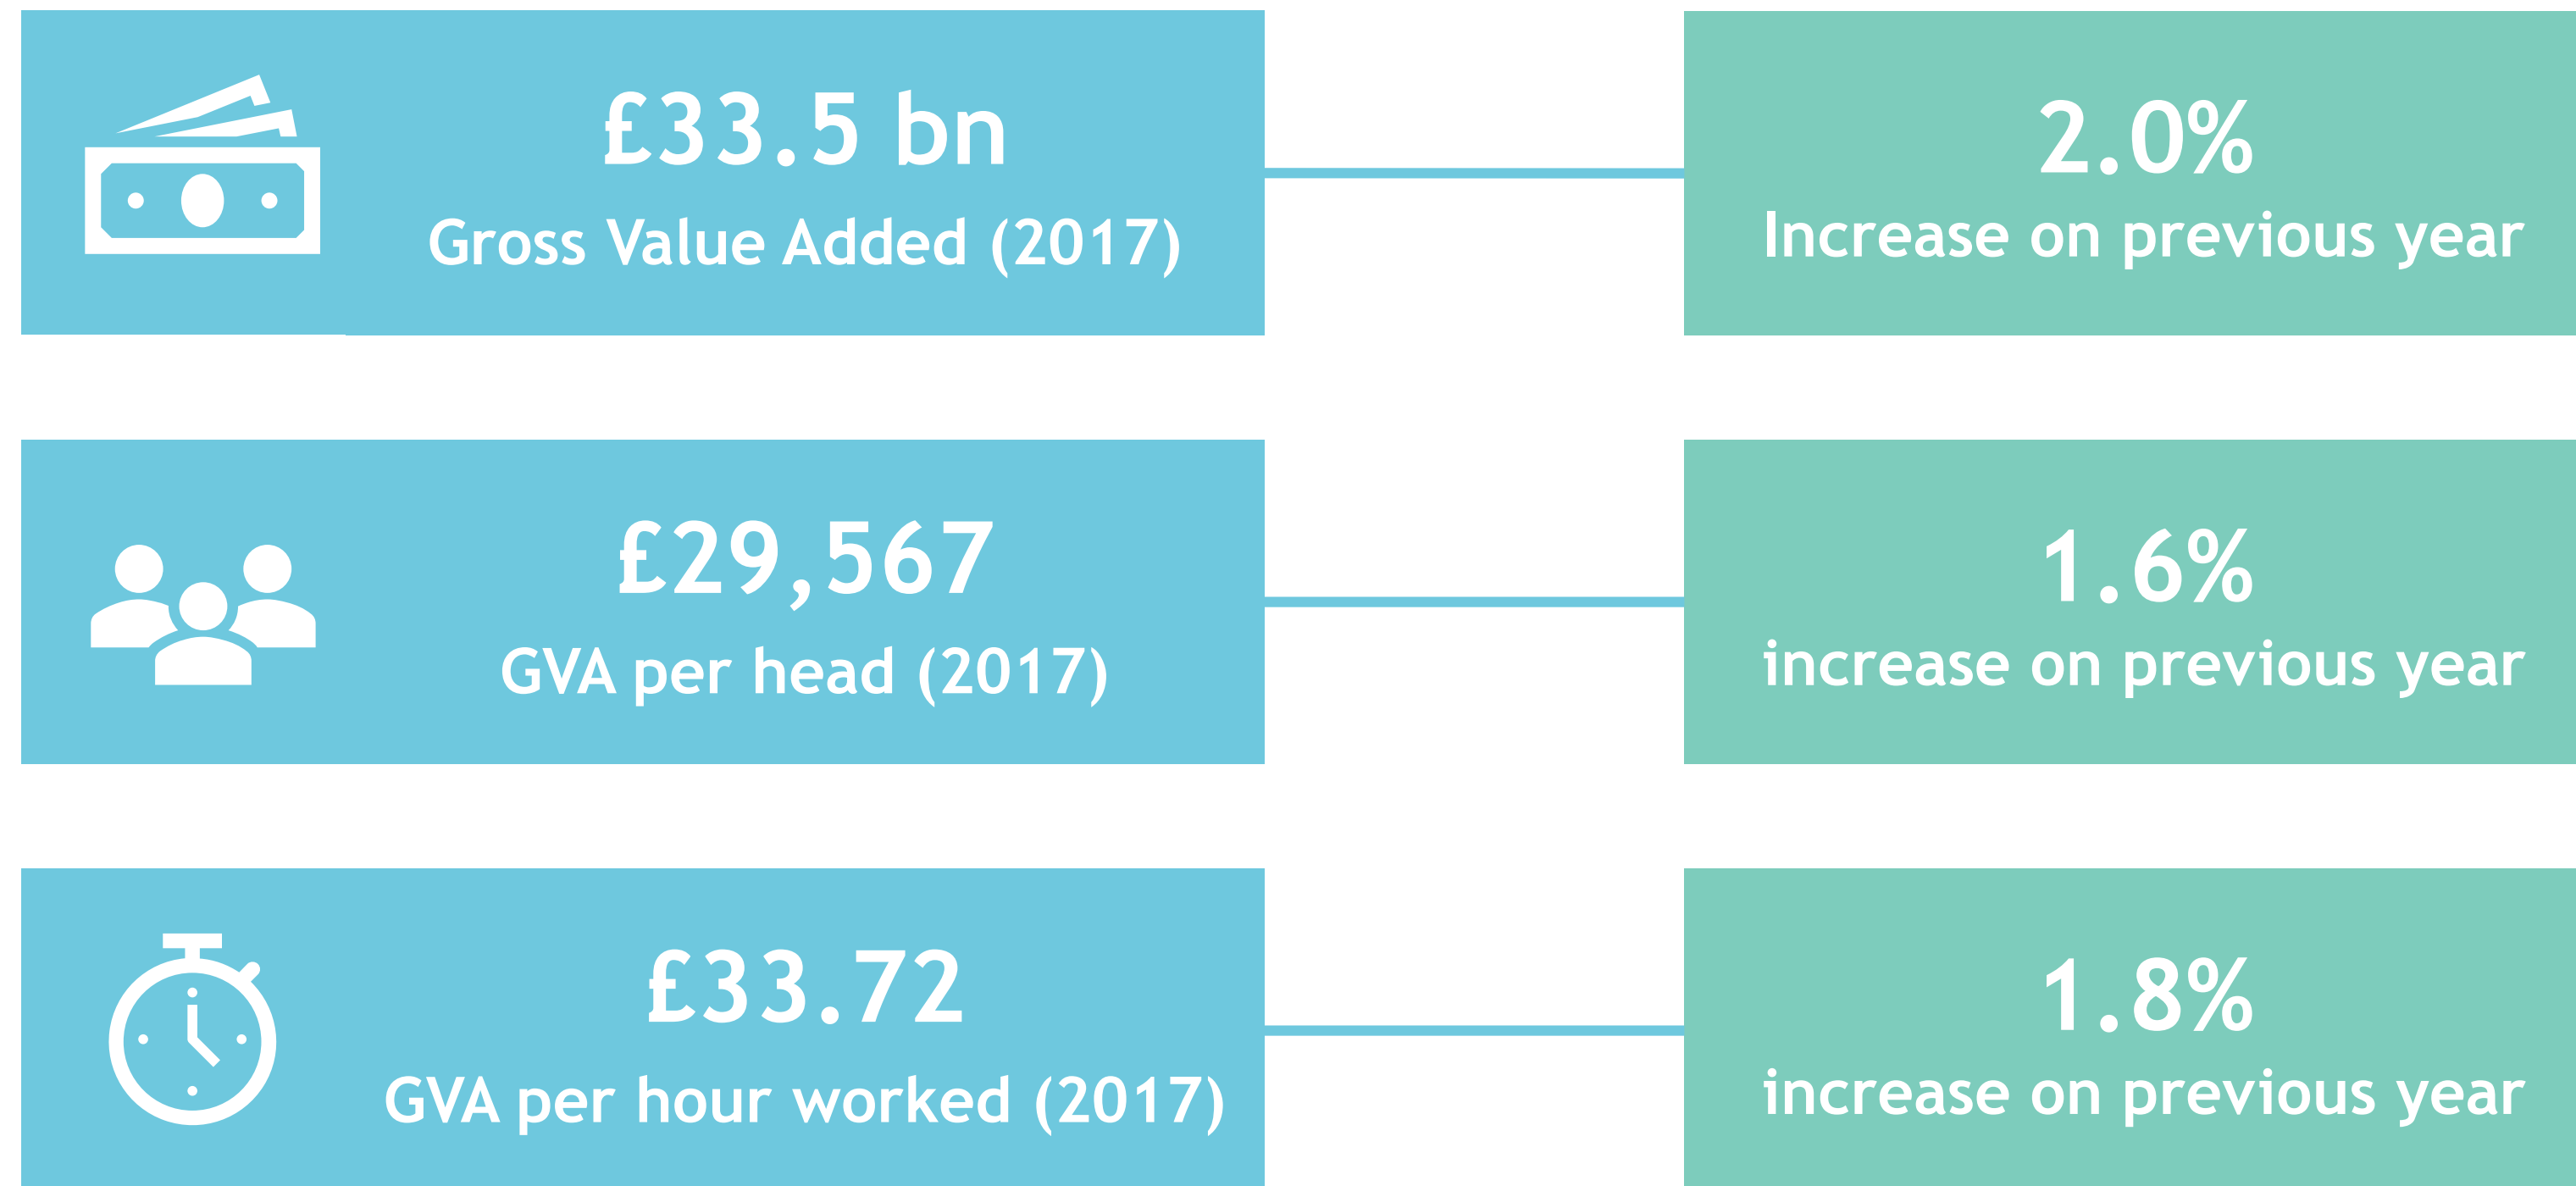 £33.5 bn
Gross Value Added (2017)
2.0%
Increase on previous year
£29,567
GVA per head (2017)
1.6%
increase on previous year
£33.72
GVA per hour worked (2017)
1.8%
increase on previous year